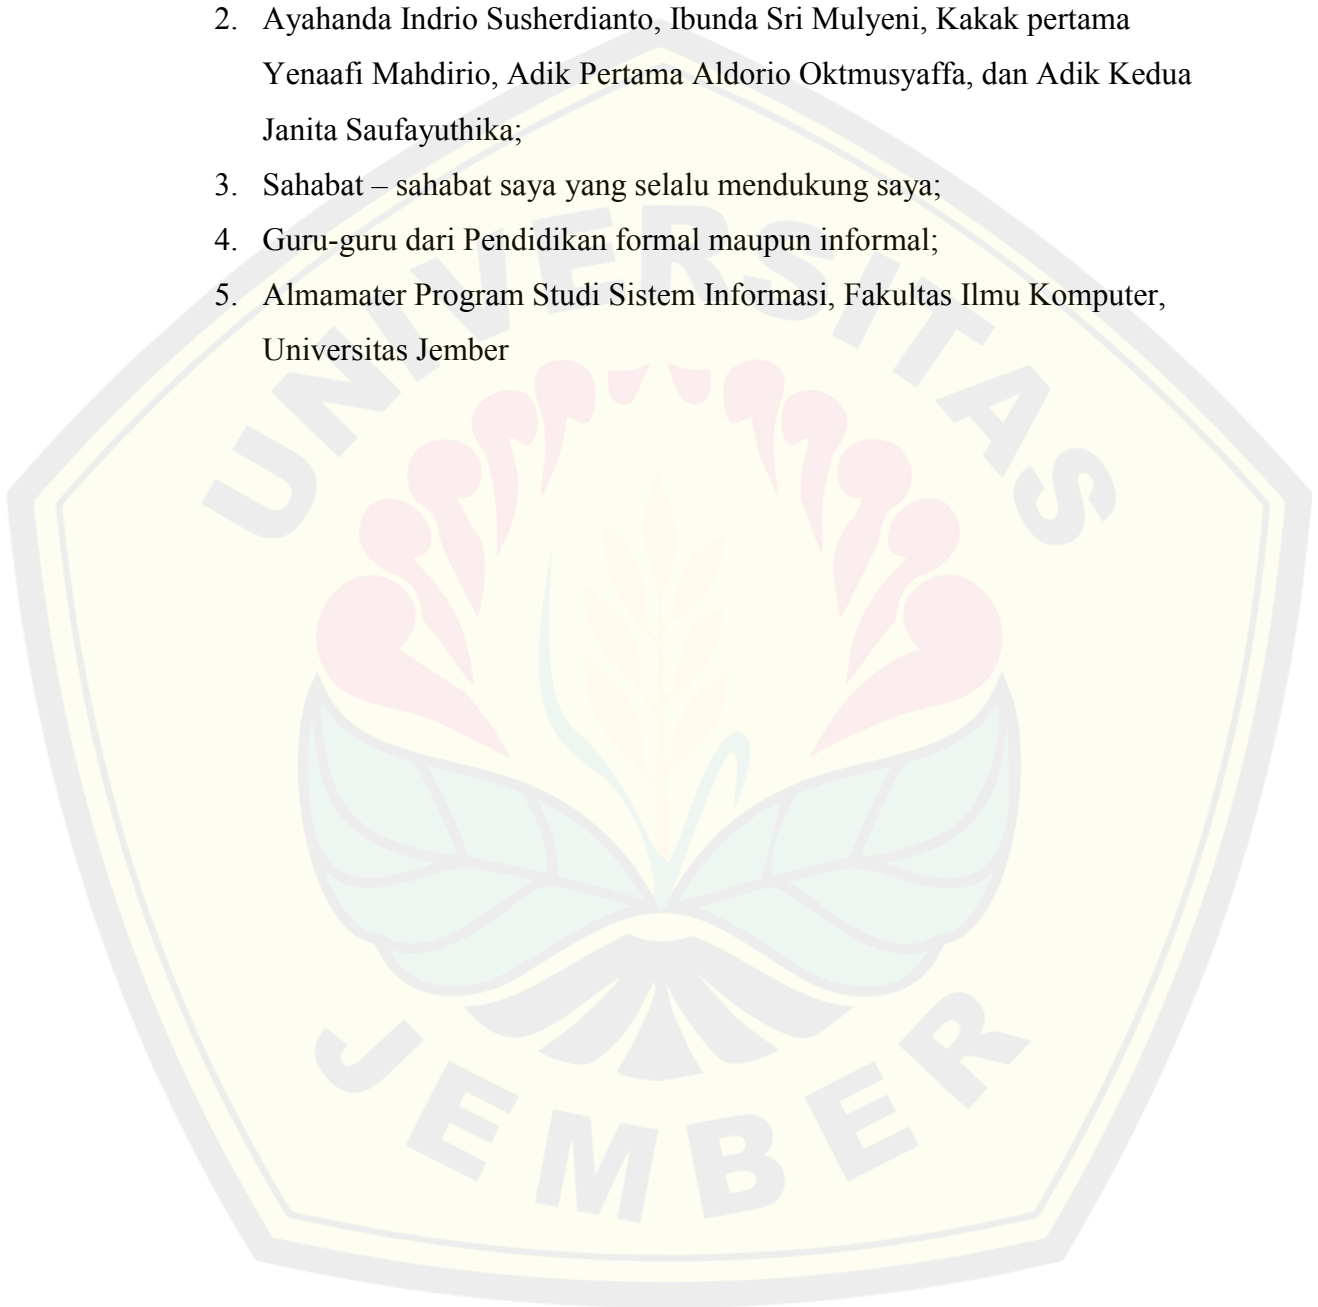 2. Ayahanda Indrio Susherdianto, Ibunda Sri Mulyeni, Kakak pertama
Yenaafi Mahdirio, Adik Pertama Aldorio Oktmusyaffa, dan Adik Kedua
Janita Saufayuthika;
3. Sahabat – sahabat saya yang selalu mendukung saya;
4. Guru-guru dari Pendidikan formal maupun informal;
5. Almamater Program Studi Sistem Informasi, Fakultas Ilmu Komputer,
Universitas Jember
UNIVERSITAS
JEMBER